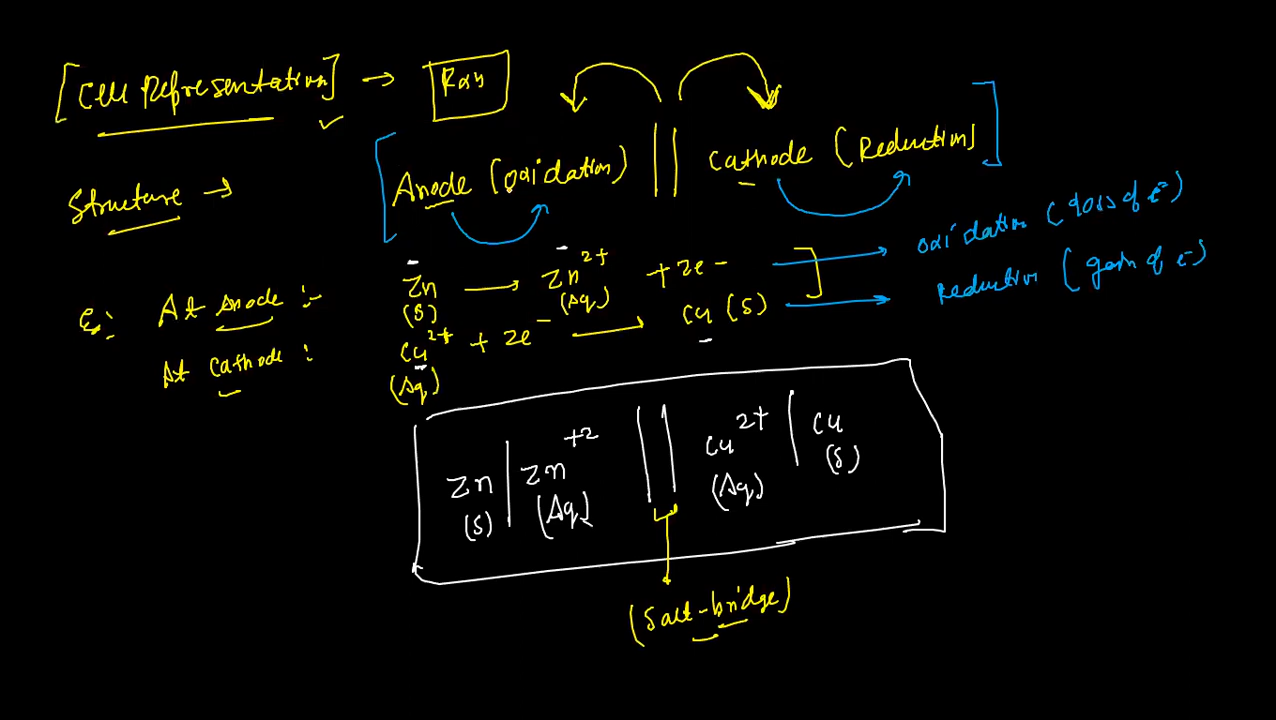 [Cell Representation] → Ray
Structure → Anode (oxidation) || Cathode (Reduction)
Eg: At Anode :- Zn (s) → Zn²⁺ (Aq) + 2e⁻ → oxidation (loss of e⁻)
At Cathode : Cu²⁺ (Aq) + 2e⁻ → Cu (s) → Reduction (gain of e⁻)
Zn (s) | Zn⁺² (Aq) || Cu²⁺ (Aq) | Cu (s)
(Salt-bridge)